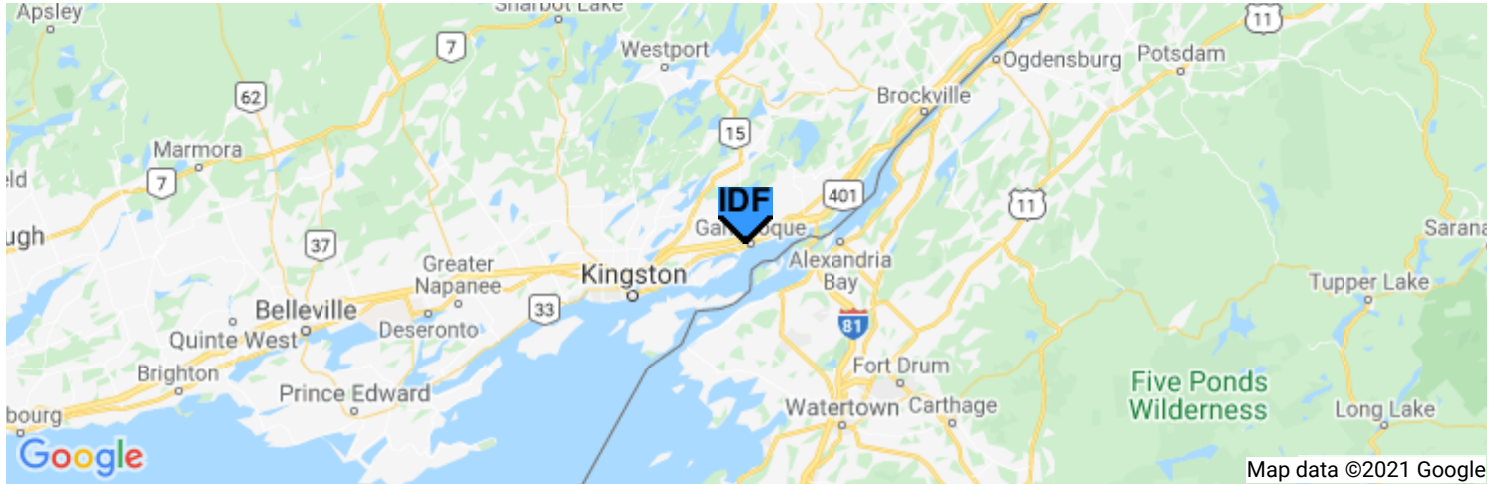 Apsley
Sharbot Lake
11
7
Westport
Ogdensburg
Potsdam
62
Brockville
15
Marmora
7
401
IDF
11
ugh
37
Gananoque
Sarana
Greater
Napanee
Kingston
Alexandria
Bay
Tupper Lake
Belleville
33
81
Quinte West
Deseronto
Brighton
Prince Edward
Fort Drum
Five Ponds
Wilderness
bourg
Watertown
Carthage
Long Lake
Google
Map data ©2021 Google